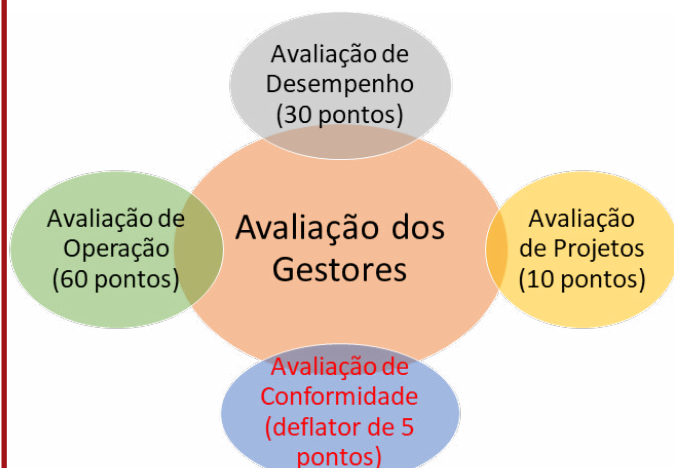 Avaliação de
Desempenho
(30 pontos)
Avaliação de
Operação
(60 pontos)
Avaliação dos
Gestores
Avaliação
de Projetos
(10 pontos)
Avaliação de
Conformidade
(deflator de 5
pontos)